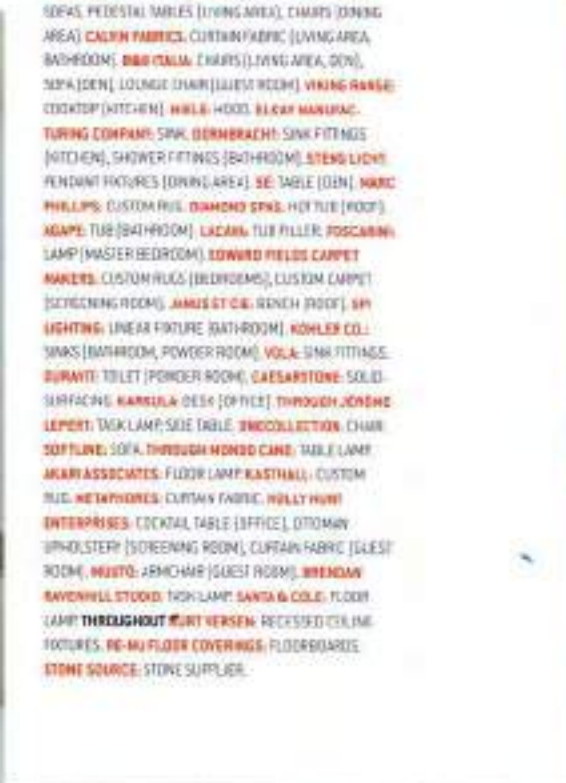 SOFAS, PEDESTAL TABLES (LIVING AREA), CHAIRS (DINING
AREA). CALVIN FABRICS: CURTAIN FABRIC (LIVING AREA,
BATHROOM). B&B ITALIA: CHAIRS (LIVING AREA, DEN),
SOFA (DEN), LOUNGE CHAIR (GUEST ROOM). VIKING RANGE:
COOKTOP (KITCHEN). MIELE: HOOD. ELKAY MANUFAC-
TURING COMPANY: SINK. DORNBRACHT: SINK FITTINGS
(KITCHEN), SHOWER FITTINGS (BATHROOM). STENG LICHT:
PENDANT FIXTURES (DINING AREA). SE: TABLE (DEN). MARC
PHILLIPS: CUSTOM RUG. DIAMOND SPAS: HOT TUB (ROOF).
AGAPE: TUB (BATHROOM). LACAVA: TUB FILLER. FOSCARINI:
LAMP (MASTER BEDROOM). EDWARD FIELDS CARPET
MAKERS: CUSTOM RUGS (BEDROOMS), CUSTOM CARPET
(SCREENING ROOM). JANUS ET CIE: BENCH (ROOF). SPI
LIGHTING: LINEAR FIXTURE (BATHROOM). KOHLER CO.:
SINKS (BATHROOM, POWDER ROOM). VOLA: SINK FITTINGS.
DURAVIT: TOILET (POWDER ROOM). CAESARSTONE: SOLID-
SURFACING. KARKULA: DESK (OFFICE). THROUGH JÉRÔME
LEPERT: TASK LAMP, SIDE TABLE. ONECOLLECTION: CHAIR.
SOFTLINE: SOFA. THROUGH MONDO CANE: TABLE LAMP.
AKARI ASSOCIATES: FLOOR LAMP. KASTHALL: CUSTOM
RUG. METAPHORES: CURTAIN FABRIC. HOLLY HUNT
ENTERPRISES: COCKTAIL TABLE (OFFICE), OTTOMAN
UPHOLSTERY (SCREENING ROOM), CURTAIN FABRIC (GUEST
ROOM). MUSTO: ARMCHAIR (GUEST ROOM). BRENDAN
RAVENHILL STUDIO: TASK LAMP. SANTA & COLE: FLOOR
LAMP. THROUGHOUT KURT VERSEN: RECESSED CEILING
FIXTURES. RE-NU FLOOR COVERINGS: FLOORBOARDS.
STONE SOURCE: STONE SUPPLIER.